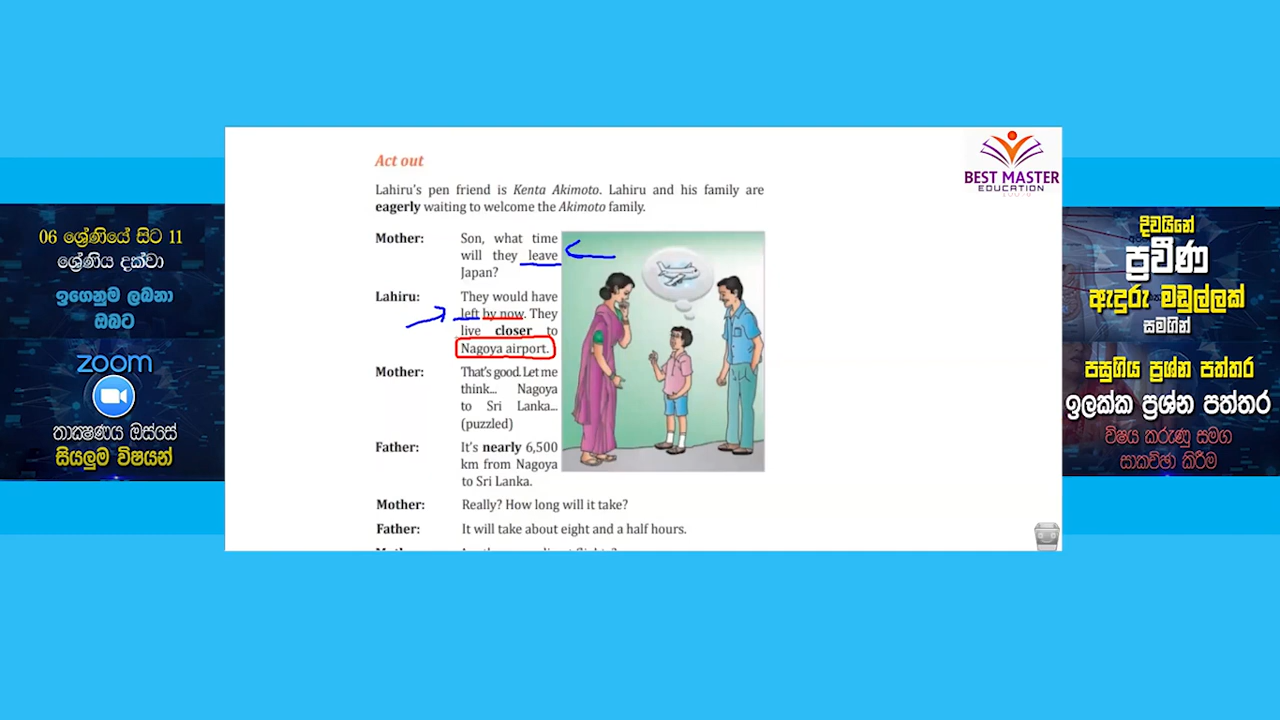 06 ශ්‍රේණියේ සිට 11
ශ්‍රේණිය දක්වා
ඉගෙනුම ලබනා
ඔබට
zoom
තාක්ෂණය ඔස්සේ
සියලුම විෂයන්
Act out
Lahiru's pen friend is Kenta Akimoto. Lahiru and his family are
eagerly waiting to welcome the Akimoto family.
Mother: Son, what time
will they leave
Japan?
Lahiru: They would have
left by now. They
live closer to
Nagoya airport.
Mother: That's good. Let me
think... Nagoya
to Sri Lanka...
(puzzled)
Father: It's nearly 6,500
km from Nagoya
to Sri Lanka.
Mother: Really? How long will it take?
Father: It will take about eight and a half hours.
BEST MASTER
EDUCATION
දිවයිනේ
ප්‍රවීණ
ඇදුරු මඩුල්ලක්
සමගින්
පසුගිය ප්‍රශ්න පත්තර
ඉලක්ක ප්‍රශ්න පත්තර
විෂය කරුණු සමග
සාකච්ඡා කිරීම